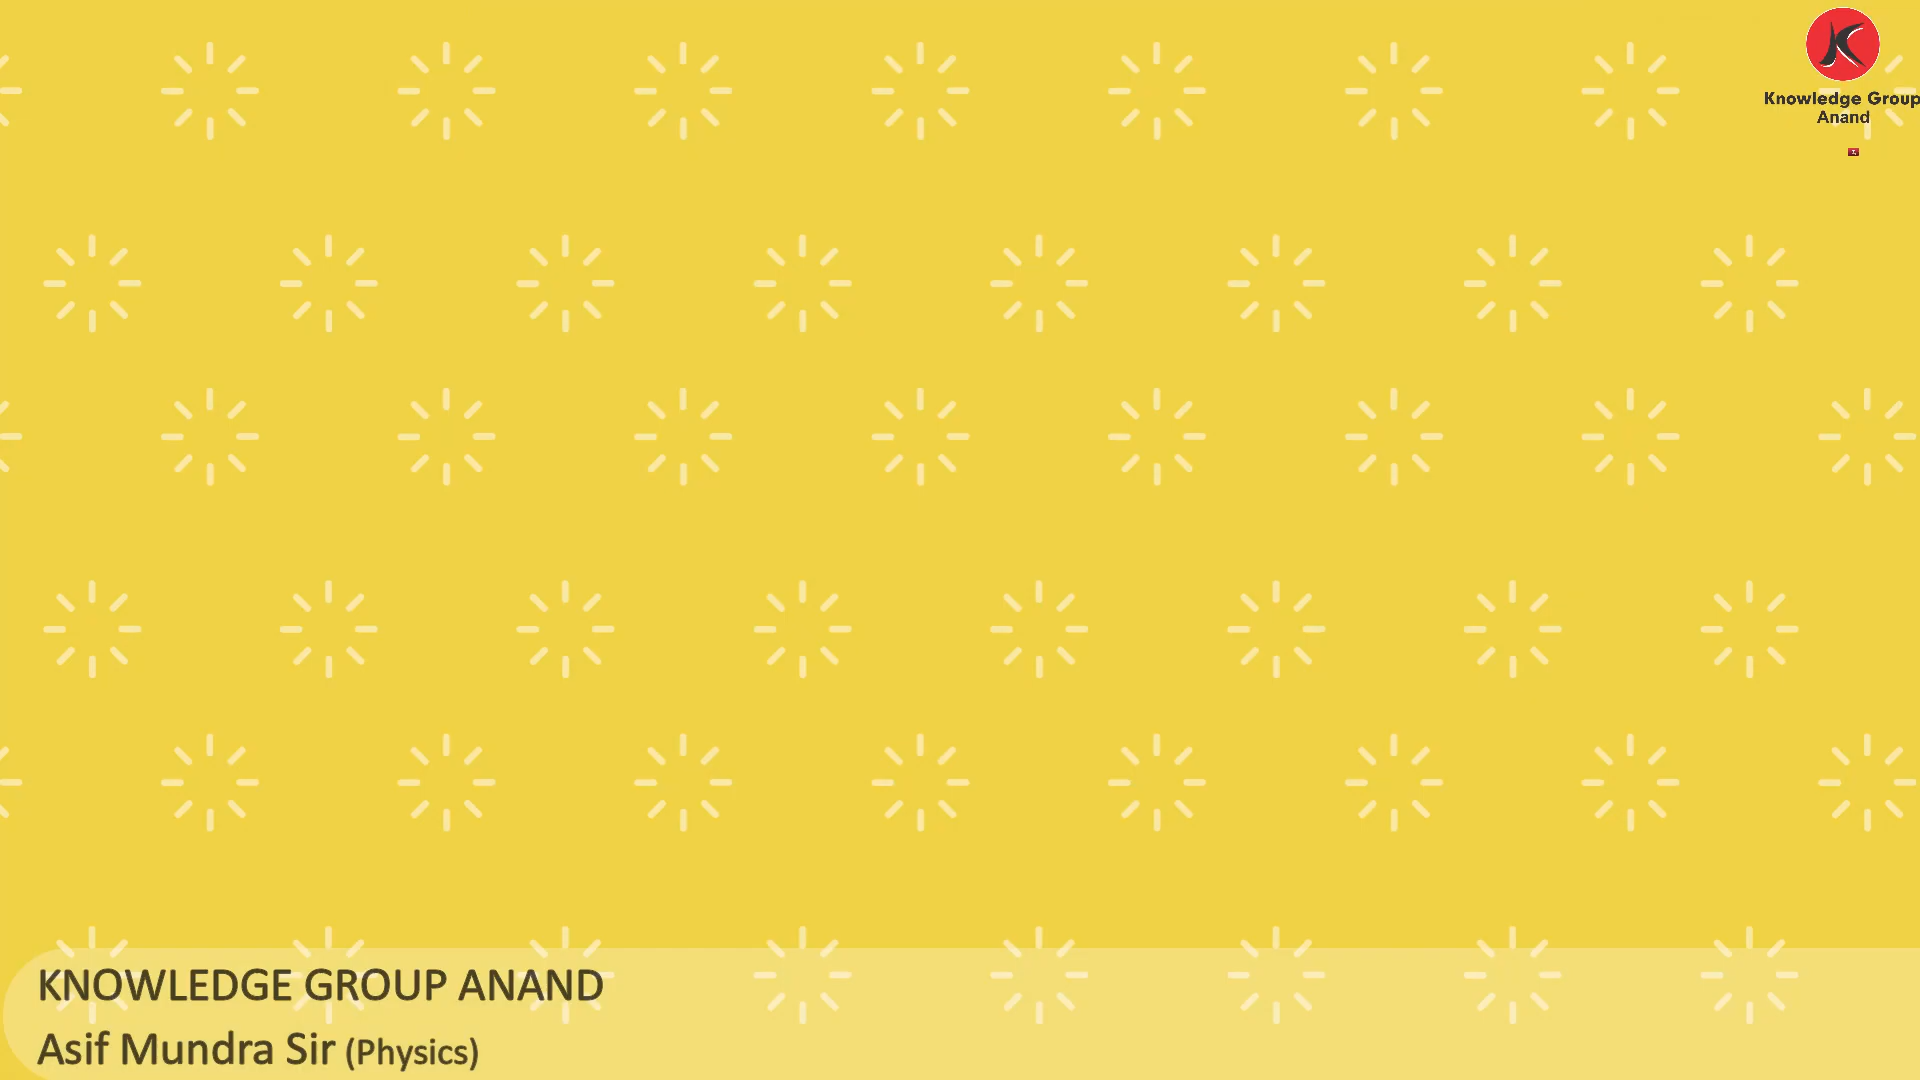 Knowledge Group
Anand
KNOWLEDGE GROUP ANAND
Asif Mundra Sir (Physics)